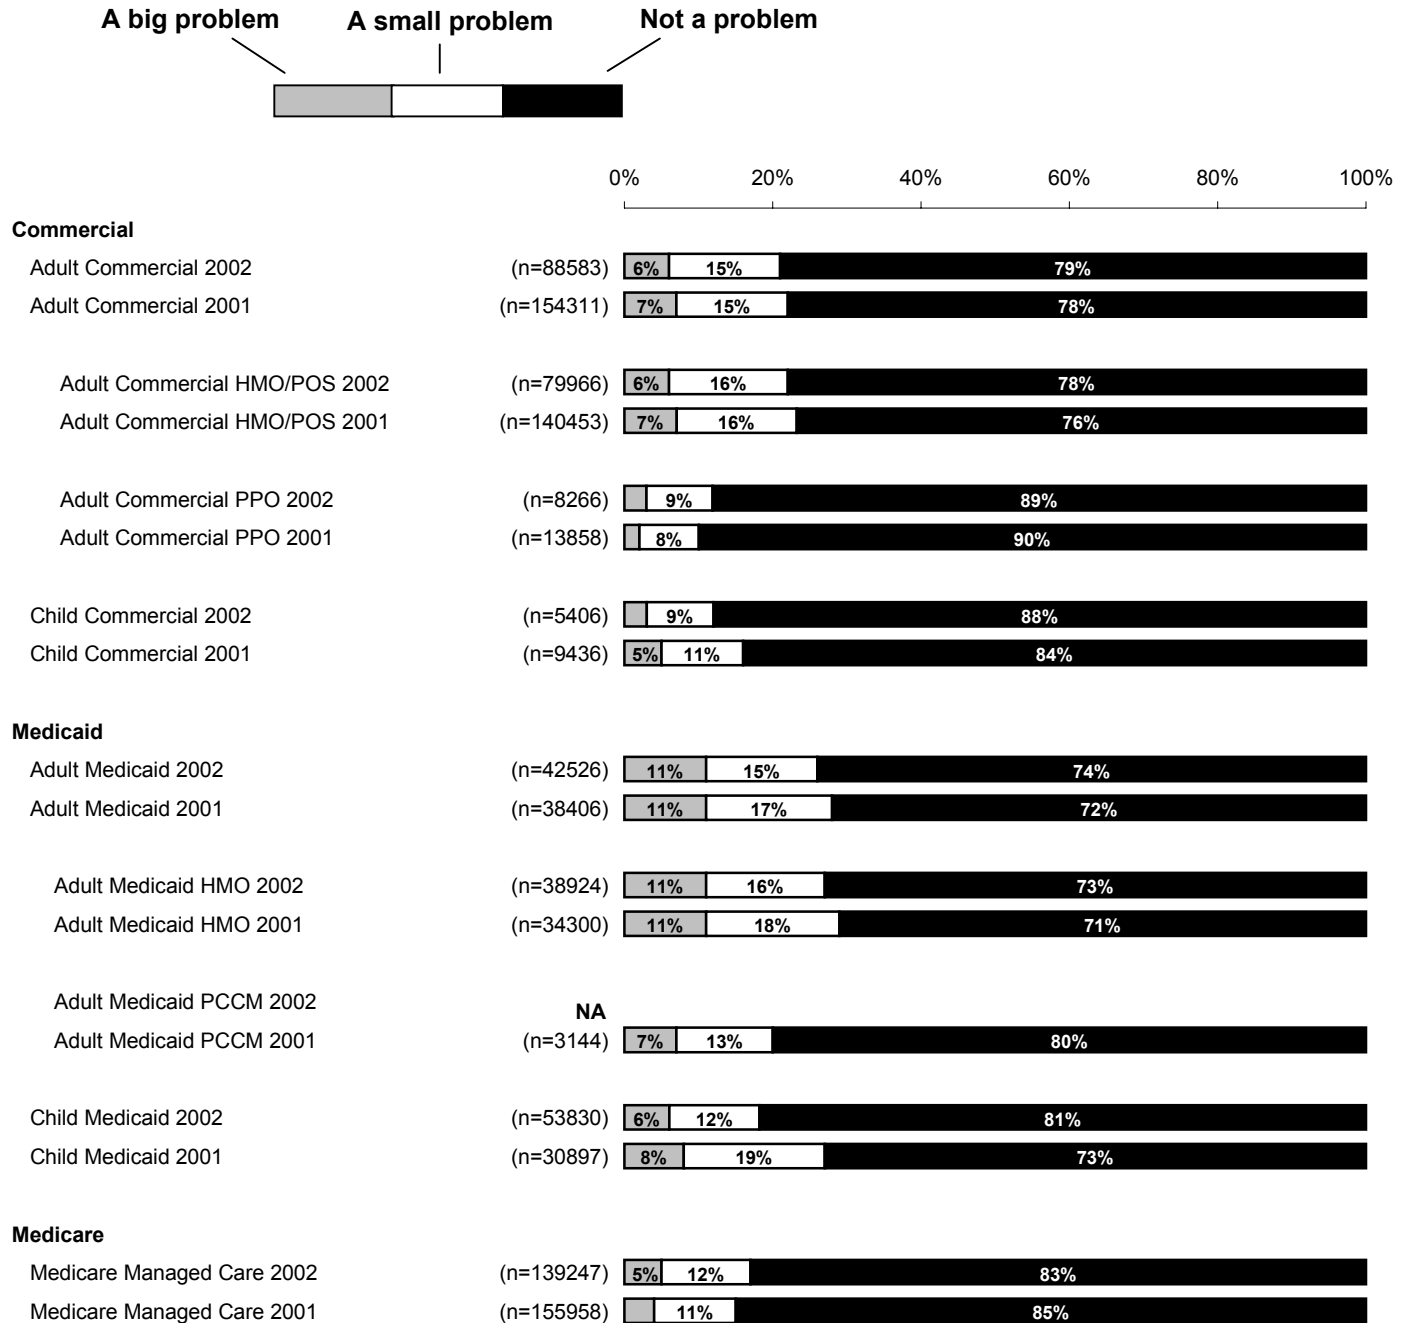 A big problem A small problem Not a problem
0% 20% 40% 60% 80% 100%
Commercial
Adult Commercial 2002 (n=88583) 6% 15% 79%
Adult Commercial 2001 (n=154311) 7% 15% 78%
Adult Commercial HMO/POS 2002 (n=79966) 6% 16% 78%
Adult Commercial HMO/POS 2001 (n=140453) 7% 16% 76%
Adult Commercial PPO 2002 (n=8266) 9% 89%
Adult Commercial PPO 2001 (n=13858) 8% 90%
Child Commercial 2002 (n=5406) 9% 88%
Child Commercial 2001 (n=9436) 5% 11% 84%
Medicaid
Adult Medicaid 2002 (n=42526) 11% 15% 74%
Adult Medicaid 2001 (n=38406) 11% 17% 72%
Adult Medicaid HMO 2002 (n=38924) 11% 16% 73%
Adult Medicaid HMO 2001 (n=34300) 11% 18% 71%
Adult Medicaid PCCM 2002 NA
Adult Medicaid PCCM 2001 (n=3144) 7% 13% 80%
Child Medicaid 2002 (n=53830) 6% 12% 81%
Child Medicaid 2001 (n=30897) 8% 19% 73%
Medicare
Medicare Managed Care 2002 (n=139247) 5% 12% 83%
Medicare Managed Care 2001 (n=155958) 11% 85%